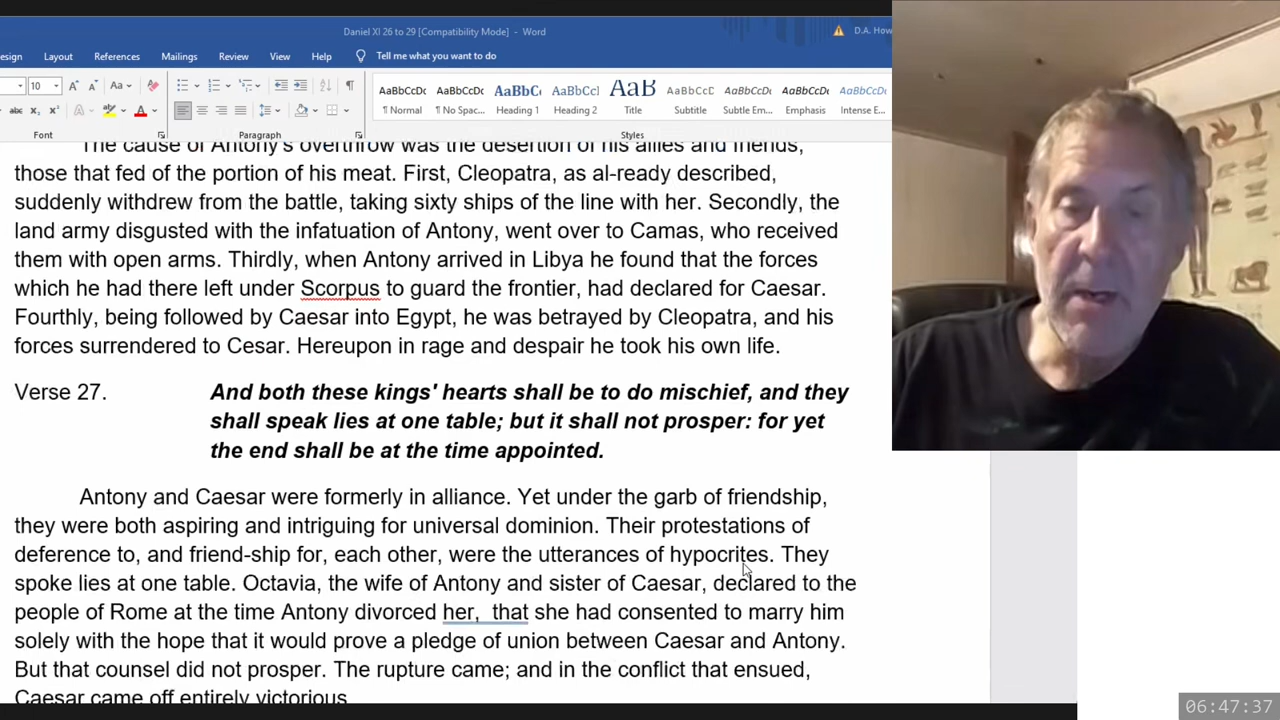 Daniel XI 26 to 29 [Compatibility Mode] - Word
D.A. How
esign Layout References Mailings Review View Help Tell me what you want to do
10 Aa
AaBbCcDc AaBbCcDc AaBbC AaBbCcI AaB AaBbCcD AaBbCcDc AaBbCcDc AaBbCcDc
¶ Normal ¶ No Spac... Heading 1 Heading 2 Title Subtitle Subtle Em... Emphasis Intense E...
Font Paragraph Styles
The cause of Antony's overthrow was the desertion of his allies and friends,
those that fed of the portion of his meat. First, Cleopatra, as al-ready described,
suddenly withdrew from the battle, taking sixty ships of the line with her. Secondly, the
land army disgusted with the infatuation of Antony, went over to Camas, who received
them with open arms. Thirdly, when Antony arrived in Libya he found that the forces
which he had there left under Scorpus to guard the frontier, had declared for Caesar.
Fourthly, being followed by Caesar into Egypt, he was betrayed by Cleopatra, and his
forces surrendered to Cesar. Hereupon in rage and despair he took his own life.
Verse 27. And both these kings' hearts shall be to do mischief, and they
shall speak lies at one table; but it shall not prosper: for yet
the end shall be at the time appointed.
Antony and Caesar were formerly in alliance. Yet under the garb of friendship,
they were both aspiring and intriguing for universal dominion. Their protestations of
deference to, and friend-ship for, each other, were the utterances of hypocrites. They
spoke lies at one table. Octavia, the wife of Antony and sister of Caesar, declared to the
people of Rome at the time Antony divorced her, that she had consented to marry him
solely with the hope that it would prove a pledge of union between Caesar and Antony.
But that counsel did not prosper. The rupture came; and in the conflict that ensued,
Caesar came off entirely victorious.
06:47:37